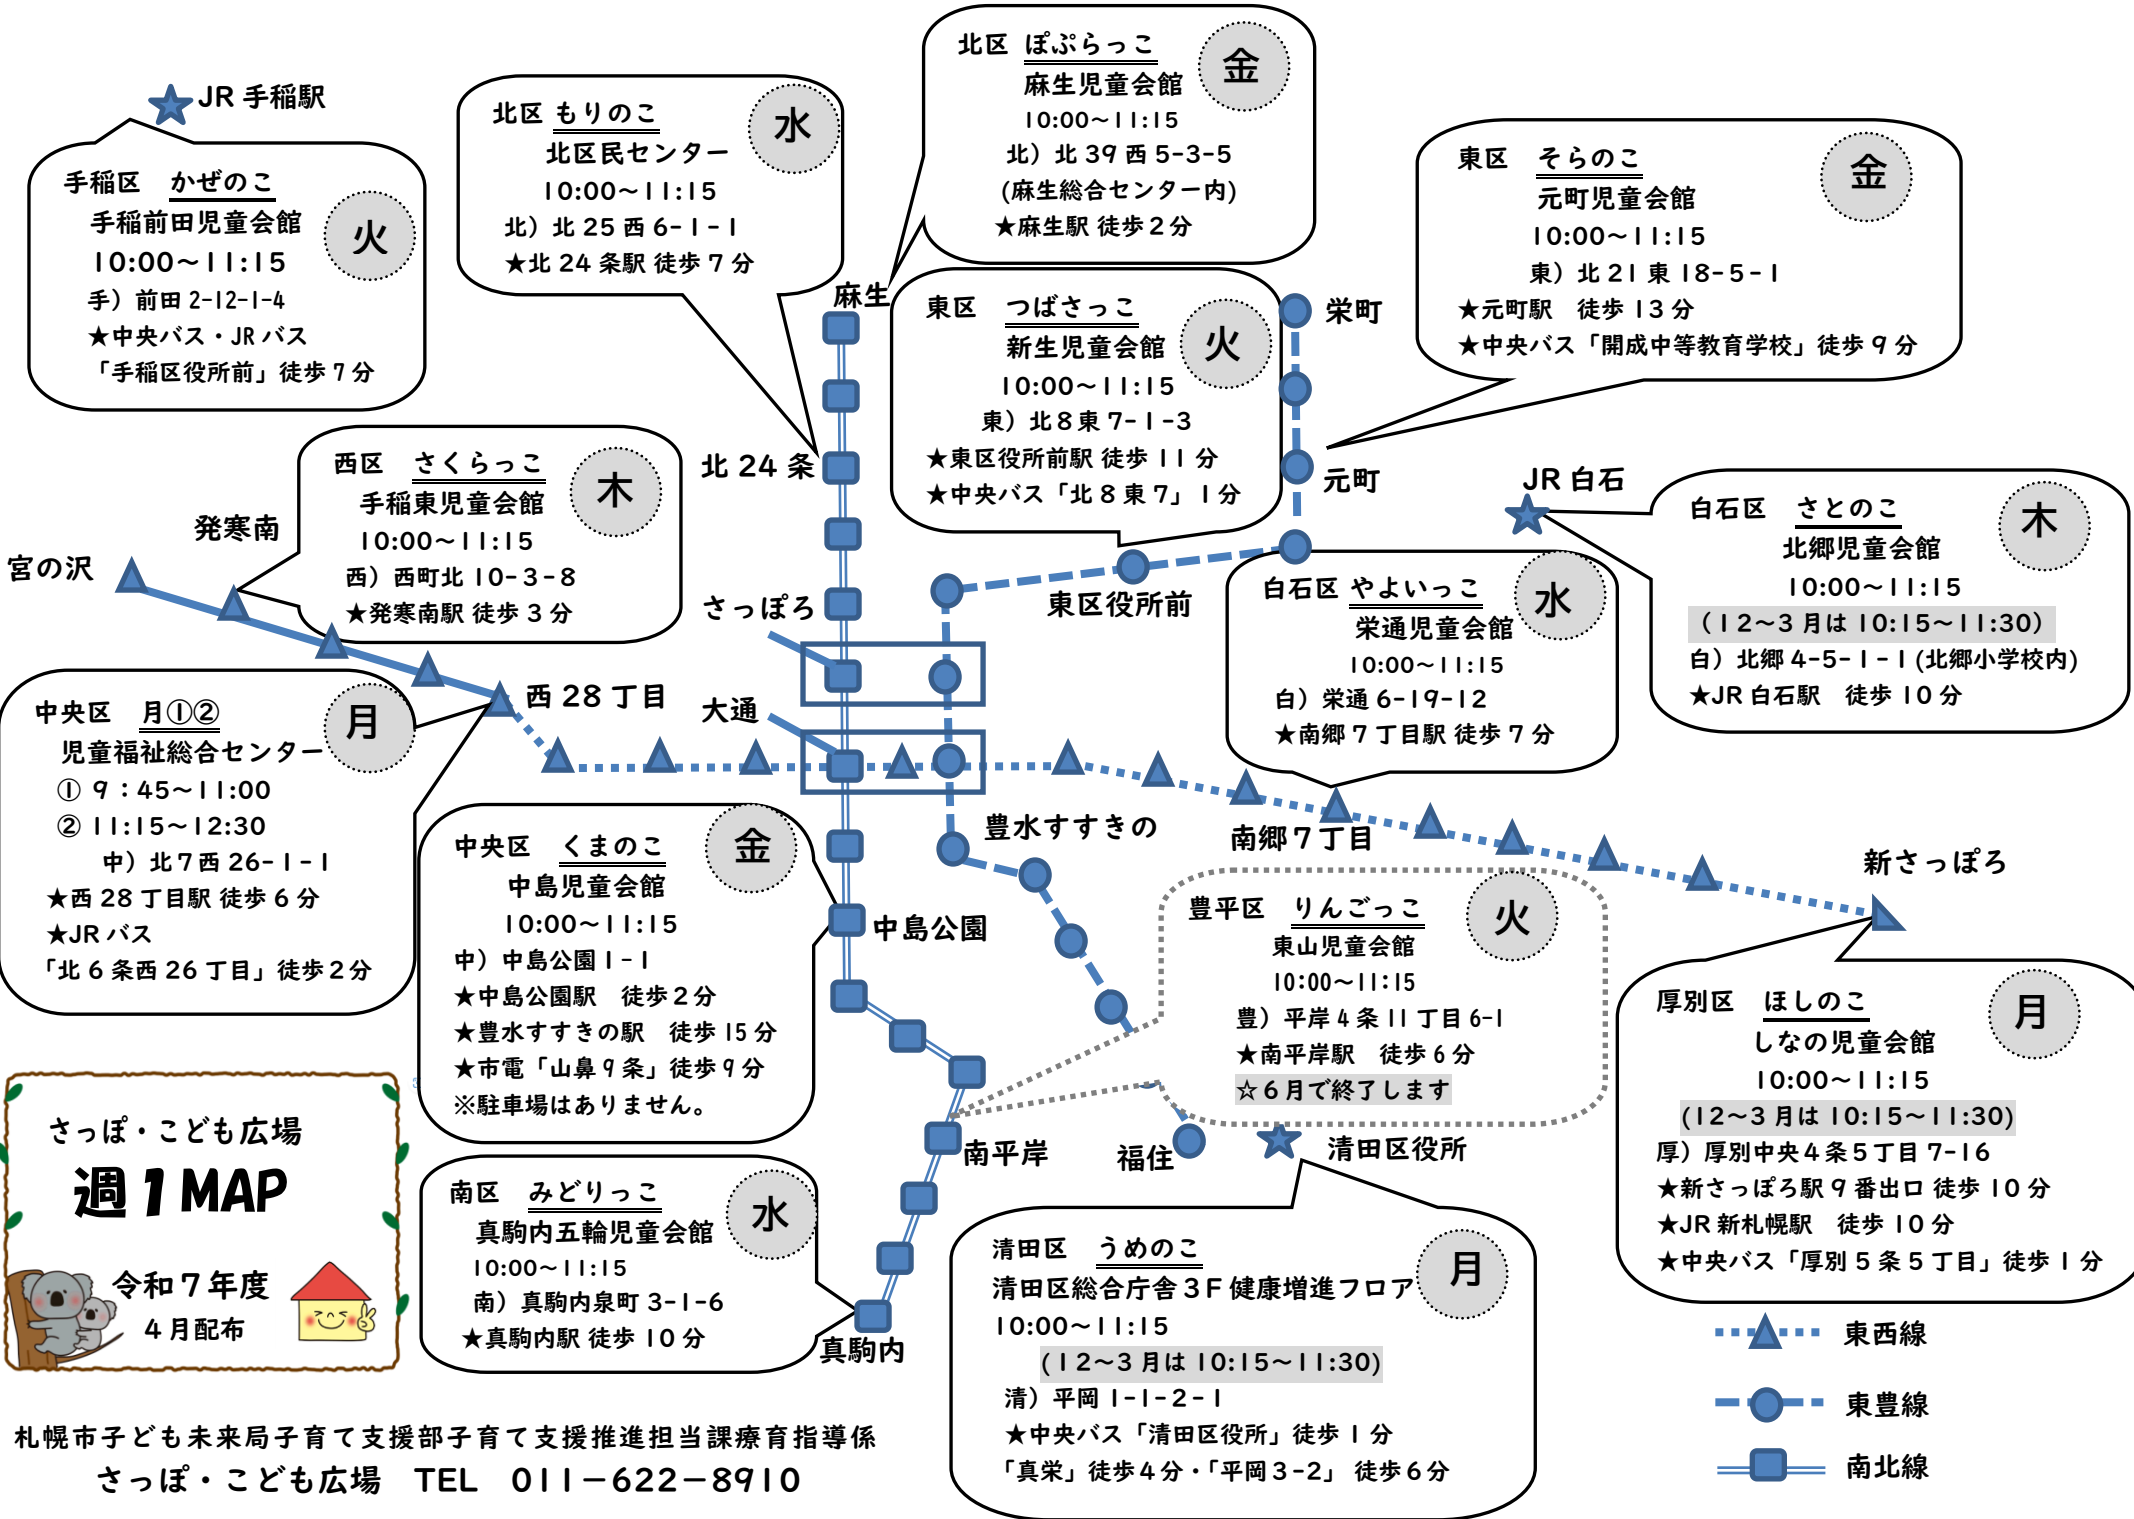 JR 手稲駅
手稲区 かぜのこ
手稲前田児童会館
火
10:00～11:15
手）前田 2-12-1-4
★中央バス・JR バス
「手稲区役所前」徒歩 7 分
北区 もりのこ
水
北区民センター
10:00～11:15
北）北 25 西 6-1-1
★北 24 条駅 徒歩 7 分
北区 ぽぷらっこ
金
麻生児童会館
10:00～11:15
北）北 39 西 5-3-5
(麻生総合センター内)
★麻生駅 徒歩 2 分
東区 そらのこ
金
元町児童会館
10:00～11:15
東）北 21 東 18-5-1
★元町駅 徒歩 13 分
★中央バス「開成中等教育学校」徒歩 9 分
麻生
東区 つばさっこ
火
新生児童会館
10:00～11:15
東）北 8 東 7-1-3
★東区役所前駅 徒歩 11 分
★中央バス「北 8 東 7」 1 分
栄町
元町
北 24 条
西区 さくらっこ
木
手稲東児童会館
10:00～11:15
西）西町北 10-3-8
★発寒南駅 徒歩 3 分
発寒南
宮の沢
JR 白石
白石区 さとのこ
木
北郷児童会館
10:00～11:15
（12～3 月は 10:15～11:30）
白）北郷 4-5-1-1(北郷小学校内)
★JR 白石駅 徒歩 10 分
さっぽろ
東区役所前
白石区 やよいっこ
水
栄通児童会館
10:00～11:15
白）栄通 6-19-12
★南郷 7 丁目駅 徒歩 7 分
中央区 月①②
月
児童福祉総合センター
① 9：45～11:00
② 11:15～12:30
中）北 7 西 26-1-1
★西 28 丁目駅 徒歩 6 分
★JR バス
「北 6 条西 26 丁目」徒歩 2 分
西 28 丁目
大通
中央区 くまのこ
金
中島児童会館
10:00～11:15
中）中島公園 1-1
★中島公園駅 徒歩 2 分
★豊水すすきの駅 徒歩 15 分
★市電「山鼻 9 条」徒歩 9 分
※駐車場はありません。
豊水すすきの
南郷 7 丁目
新さっぽろ
中島公園
豊平区 りんごっこ
火
東山児童会館
10:00～11:15
豊）平岸 4 条 11 丁目 6-1
★南平岸駅 徒歩 6 分
☆6 月で終了します
厚別区 ほしのこ
月
しなの児童会館
10:00～11:15
(12～3 月は 10:15～11:30)
厚）厚別中央 4 条 5 丁目 7-16
★新さっぽろ駅 9 番出口 徒歩 10 分
★JR 新札幌駅 徒歩 10 分
★中央バス「厚別 5 条 5 丁目」徒歩 1 分
南平岸
福住
清田区役所
さっぽ・こども広場
週1MAP
令和 7 年度
4 月配布
南区 みどりっこ
水
真駒内五輪児童会館
10:00～11:15
南）真駒内泉町 3-1-6
★真駒内駅 徒歩 10 分
真駒内
清田区 うめのこ
月
清田区総合庁舎 3F 健康増進フロア
10:00～11:15
(12～3 月は 10:15～11:30)
清）平岡 1-1-2-1
★中央バス「清田区役所」徒歩 1 分
「真栄」徒歩 4 分・「平岡 3-2」 徒歩 6 分
東西線
東豊線
南北線
札幌市子ども未来局子育て支援部子育て支援推進担当課療育指導係
さっぽ・こども広場 TEL 011－622－8910